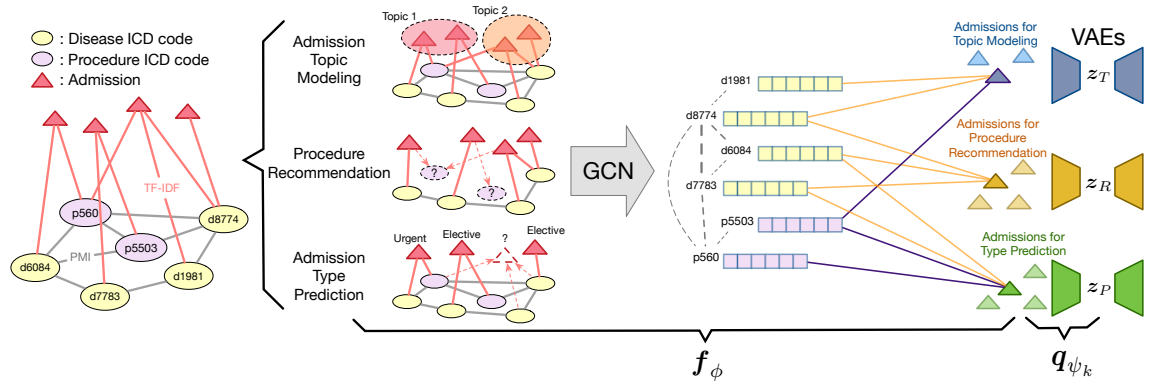 : Disease ICD code
: Procedure ICD code
: Admission
TF-IDF
p560
d8774
p5503
PMI
d6084
d1981
d7783
Admission
Topic
Modeling
Topic 1
Topic 2
Procedure
Recommendation
?
?
Admission
Type
Prediction
Urgent
Elective
?
Elective
GCN
d1981
d8774
d6084
d7783
p5503
p560
Admissions for
Topic Modeling
Admissions for
Procedure
Recommendation
Admissions for
Type Prediction
VAEs
z_T
z_R
z_P
f_ϕ
q_{ψ_k}